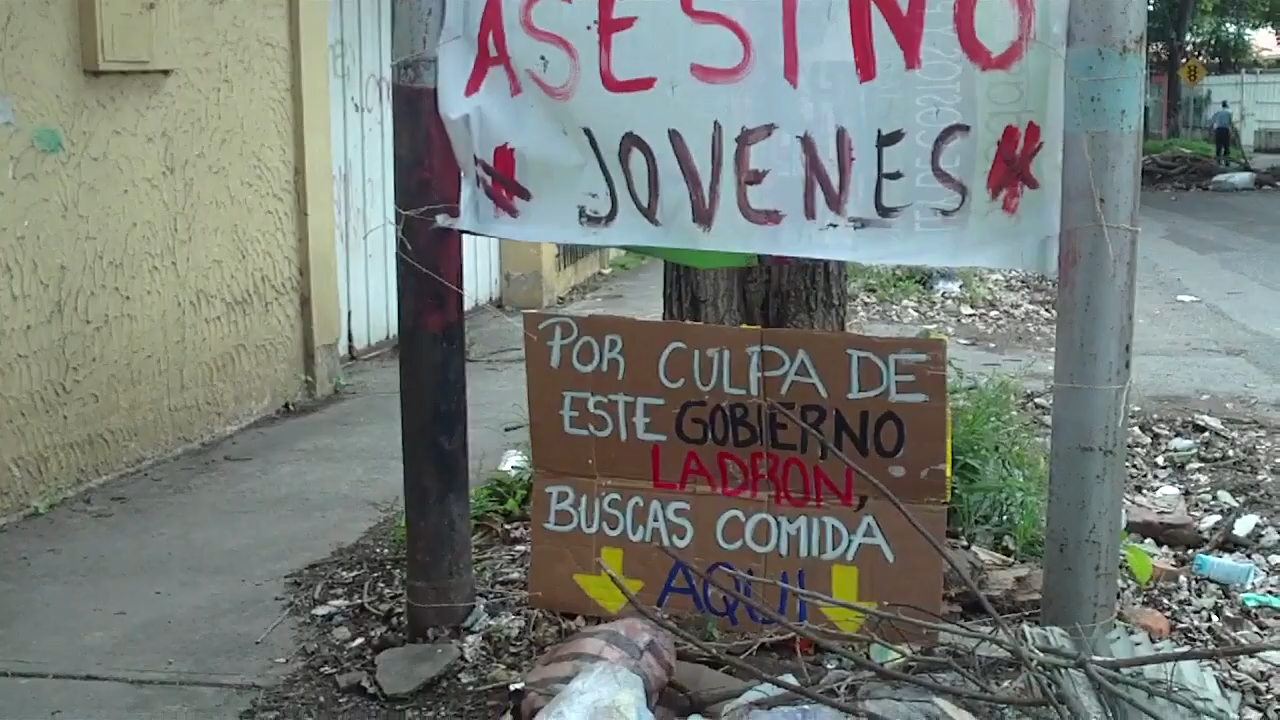 ASESINO
JOVENES
POR CULPA DE
ESTE GOBIERNO
LADRON,
BUSCAS COMIDA
AQUI